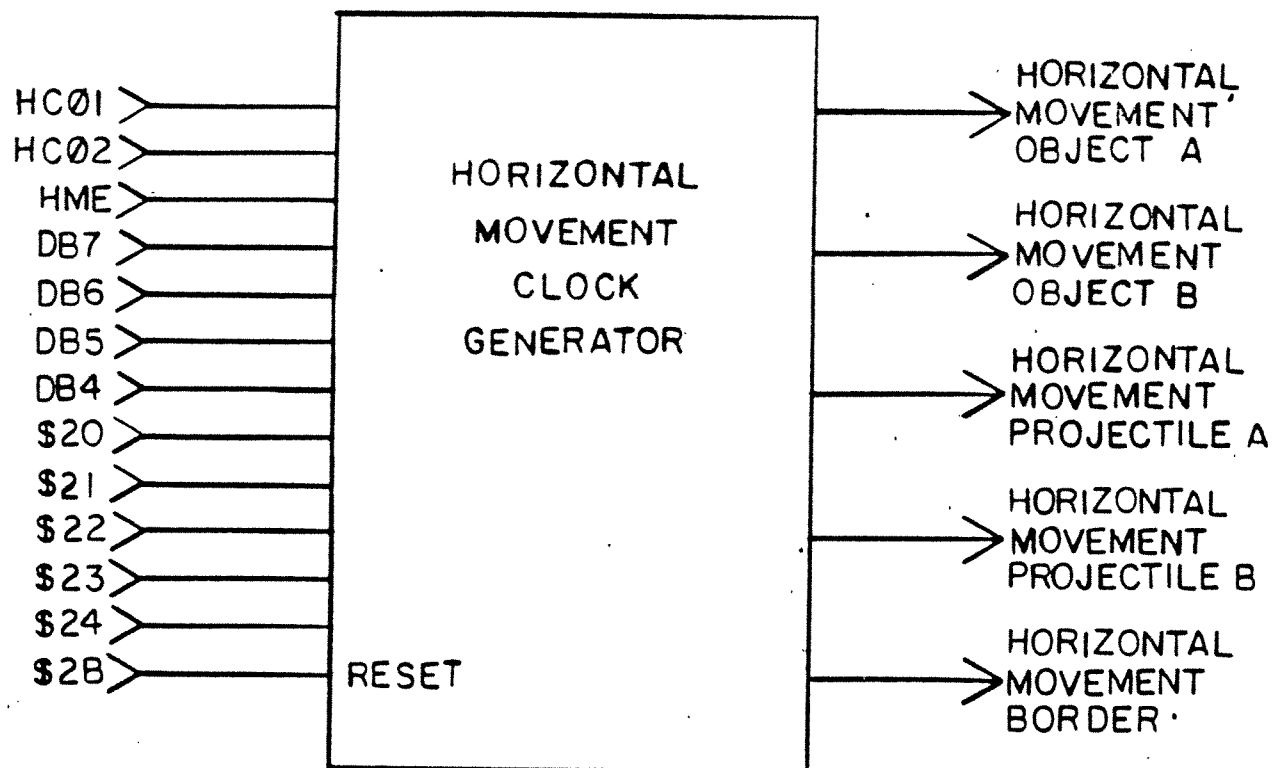 HCØ1
HCØ2
HME
DB7
DB6
DB5
DB4
$20
$21
$22
$23
$24
$2B
RESET
HORIZONTAL
MOVEMENT
CLOCK
GENERATOR
HORIZONTAL
MOVEMENT
OBJECT A
HORIZONTAL
MOVEMENT
OBJECT B
HORIZONTAL
MOVEMENT
PROJECTILE A
HORIZONTAL
MOVEMENT
PROJECTILE B
HORIZONTAL
MOVEMENT
BORDER